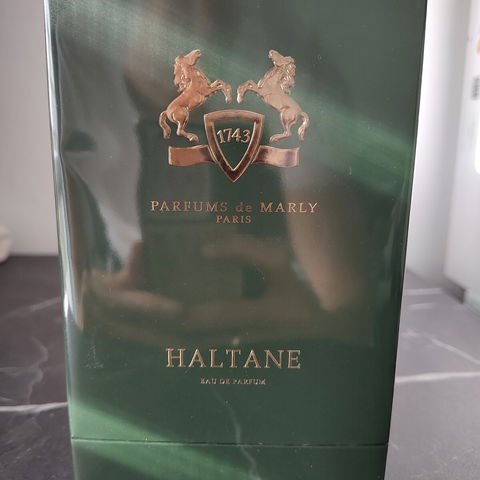 1743
PARFUMS de MARLY
PARIS
HALTANE
EAU DE PARFUM